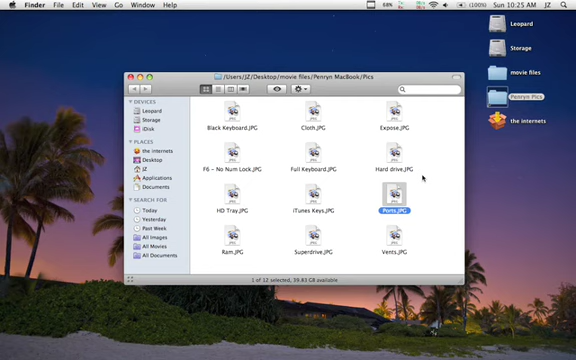 Finder File Edit View Go Window Help
68%
(100%) Sun 10:25 AM JZ
/Users/JZ/Desktop/movie files/Penryn MacBook/Pics
DEVICES
Leopard
Storage
iDisk
PLACES
the internets
Desktop
JZ
Applications
Documents
SEARCH FOR
Today
Yesterday
Past Week
All Images
All Movies
All Documents
Black Keyboard.JPG Cloth.JPG Expose.JPG
F6 - No Num Lock.JPG Full Keyboard.JPG Hard drive.JPG
HD Tray.JPG iTunes Keys.JPG Ports.JPG
Ram.JPG Superdrive.JPG Vents.JPG
1 of 12 selected, 39.83 GB available
Leopard
Storage
movie files
Penryn Pics
the internets